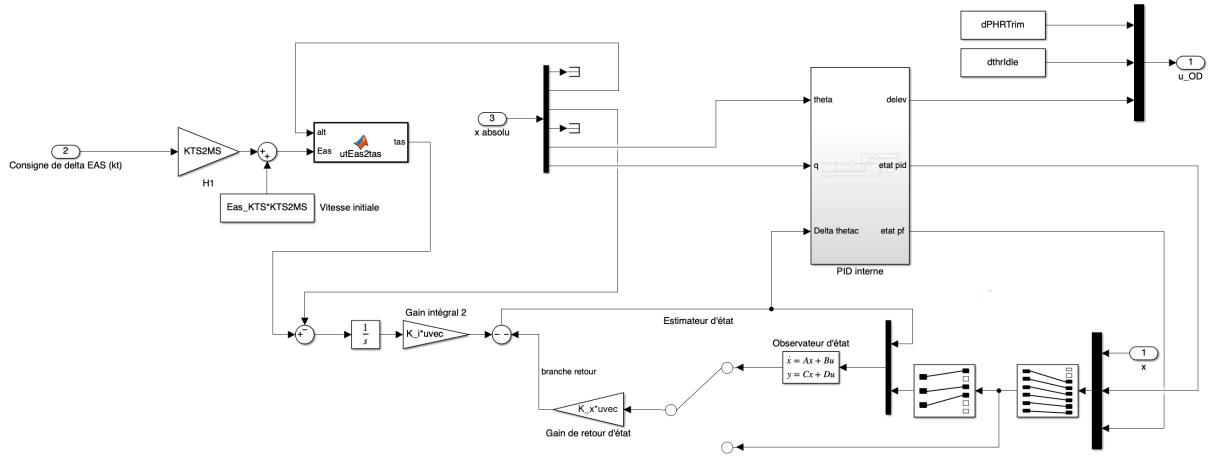 dPHRTrim
dthrIdle
1
u_OD
2
Consigne de delta EAS (kt)
KTS2MS
H1
+
+
Eas_KTS*KTS2MS
Vitesse initiale
alt
Eas
tas
utEas2tas
3
x absolu
theta
q
Delta thetac
delev
etat pid
etat pf
PID interne
+
−
1
s
Gain intégral 2
K_i*uvec
−
−
Estimateur d'état
Observateur d'état
ẋ = Ax + Bu
y = Cx + Du
branche retour
K_x*uvec
Gain de retour d'état
1
x